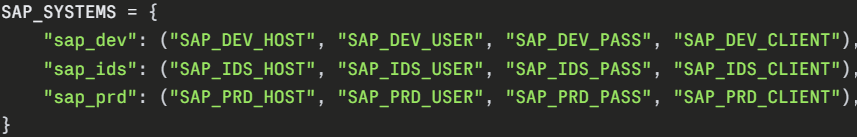 SAP_SYSTEMS = {
    "sap_dev": ("SAP_DEV_HOST", "SAP_DEV_USER", "SAP_DEV_PASS", "SAP_DEV_CLIENT"),
    "sap_ids": ("SAP_IDS_HOST", "SAP_IDS_USER", "SAP_IDS_PASS", "SAP_IDS_CLIENT"),
    "sap_prd": ("SAP_PRD_HOST", "SAP_PRD_USER", "SAP_PRD_PASS", "SAP_PRD_CLIENT"),
}